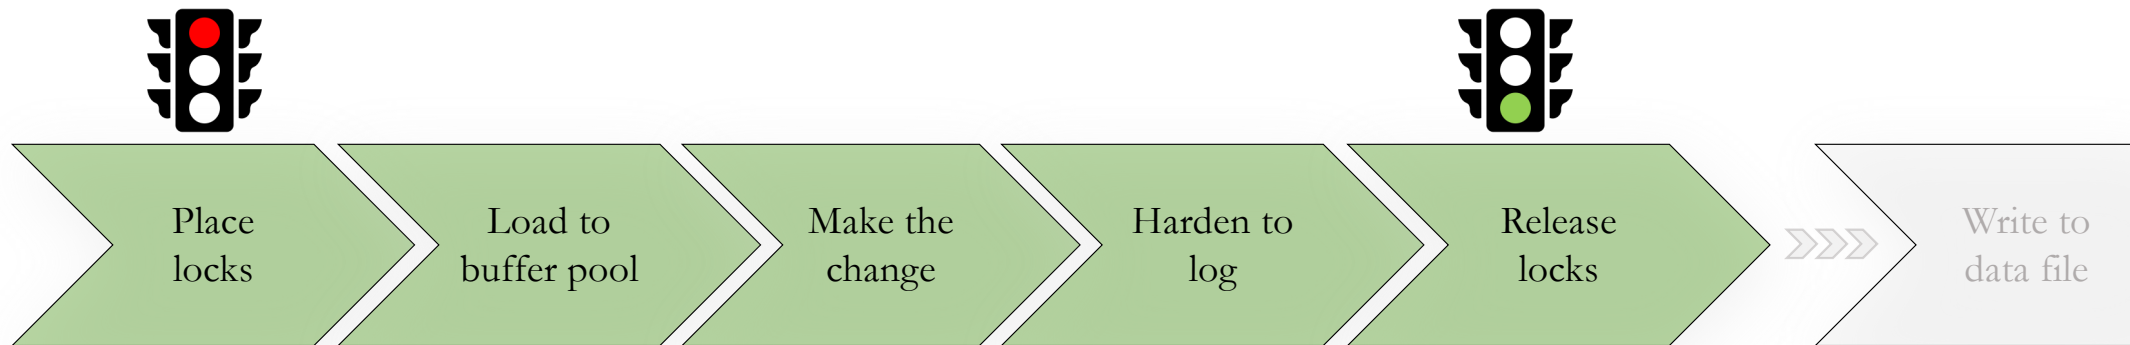 Place
locks
Load to
buffer pool
Make the
change
Harden to
log
Release
locks
Write to
data file